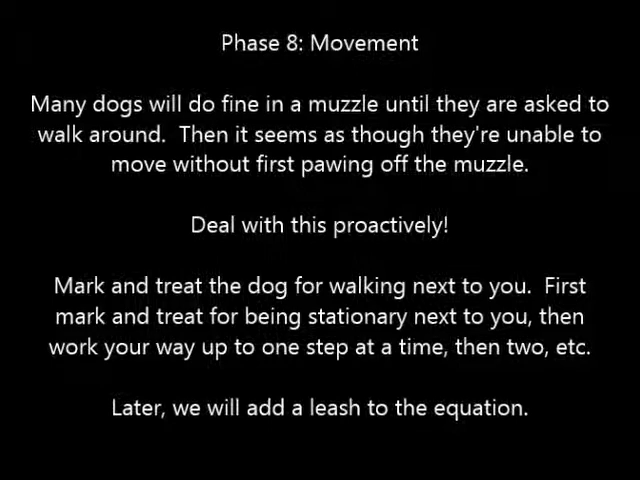 Phase 8: Movement
Many dogs will do fine in a muzzle until they are asked to
walk around.  Then it seems as though they're unable to
move without first pawing off the muzzle.
Deal with this proactively!
Mark and treat the dog for walking next to you.  First
mark and treat for being stationary next to you, then
work your way up to one step at a time, then two, etc.
Later, we will add a leash to the equation.